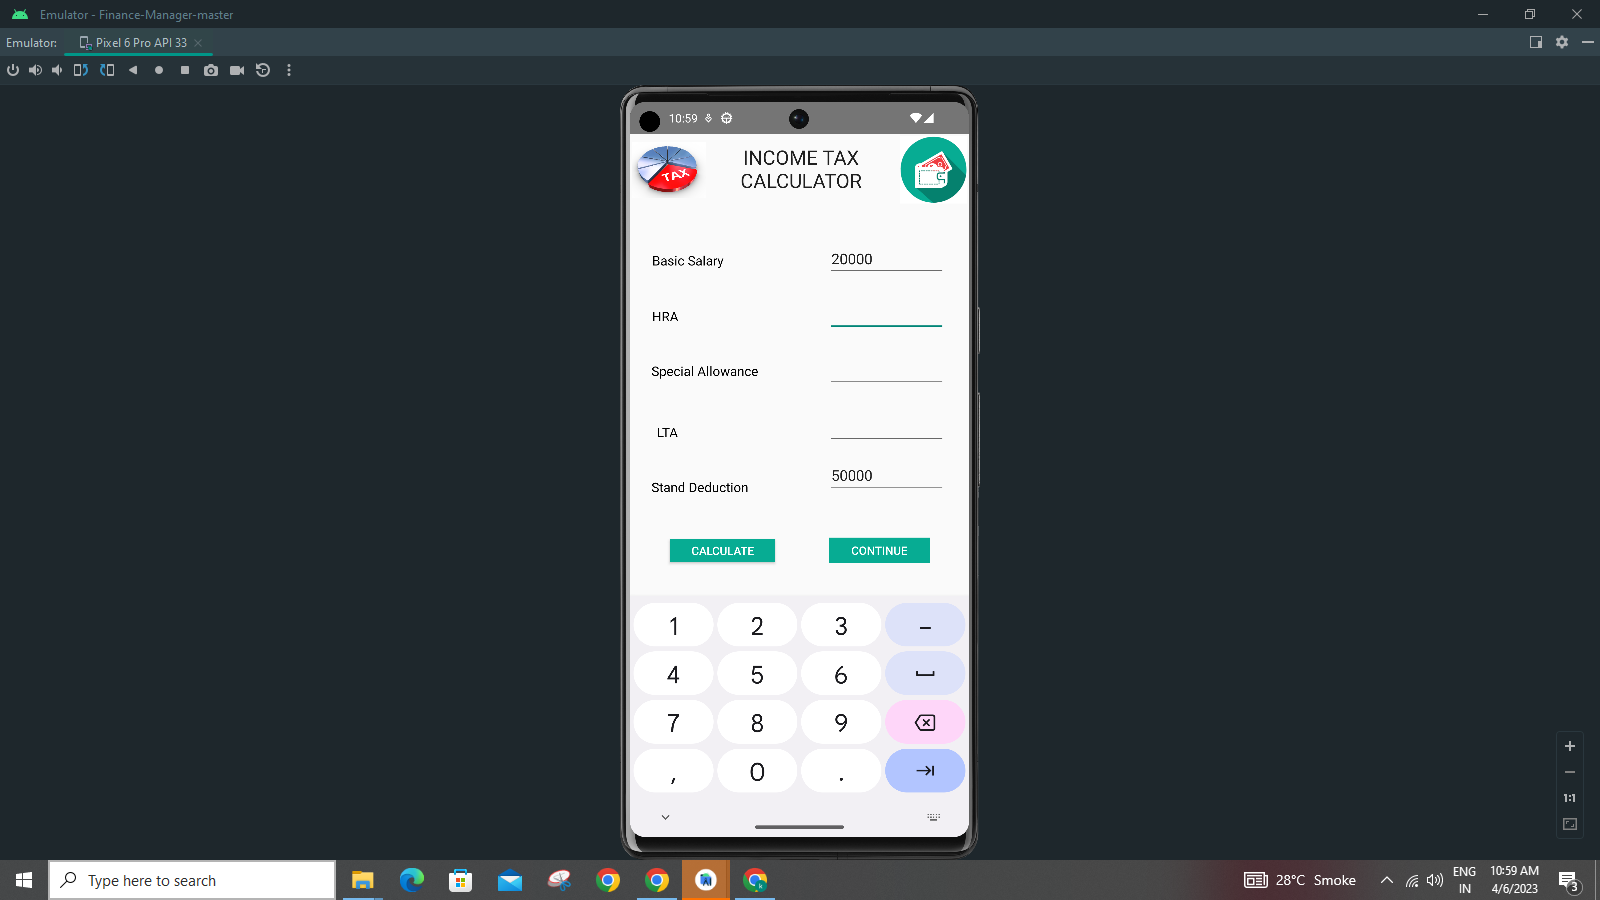 Emulator - Finance-Manager-master
Emulator: Pixel 6 Pro API 33
10:59
TAX
INCOME TAX
CALCULATOR
Basic Salary 20000
HRA
Special Allowance
LTA
Stand Deduction 50000
CALCULATE CONTINUE
1 2 3 –
4 5 6
7 8 9
, 0 .
1:1
Type here to search
28°C Smoke
ENG
IN
10:59 AM
4/6/2023
3